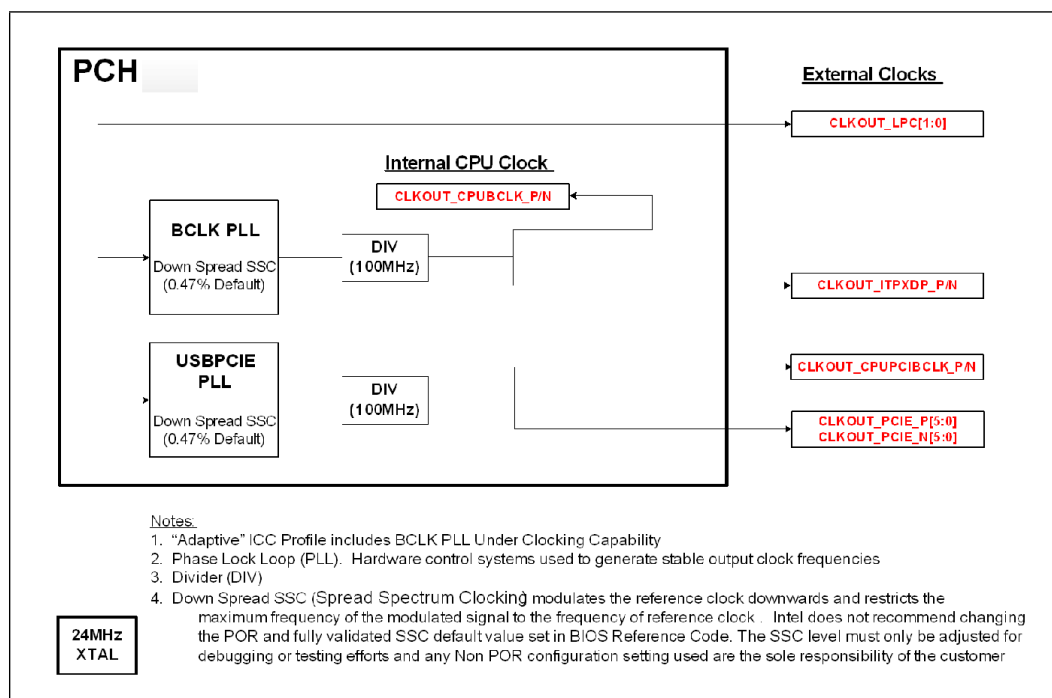 PCH
External Clocks
CLKOUT_LPC[1:0]
Internal CPU Clock
CLKOUT_CPUBCLK_P/N
BCLK PLL
Down Spread SSC
(0.47% Default)
DIV
(100MHz)
CLKOUT_ITPXDP_P/N
USBPCIE
PLL
Down Spread SSC
(0.47% Default)
DIV
(100MHz)
CLKOUT_CPUPCIBCLK_P/N
CLKOUT_PCIE_P[5:0]
CLKOUT_PCIE_N[5:0]
Notes:
1. “Adaptive” ICC Profile includes BCLK PLL Under Clocking Capability
2. Phase Lock Loop (PLL). Hardware control systems used to generate stable output clock frequencies
3. Divider (DIV)
4. Down Spread SSC (Spread Spectrum Clocking) modulates the reference clock downwards and restricts the
maximum frequency of the modulated signal to the frequency of reference clock . Intel does not recommend changing
the POR and fully validated SSC default value set in BIOS Reference Code. The SSC level must only be adjusted for
debugging or testing efforts and any Non POR configuration setting used are the sole responsibility of the customer
24MHz
XTAL